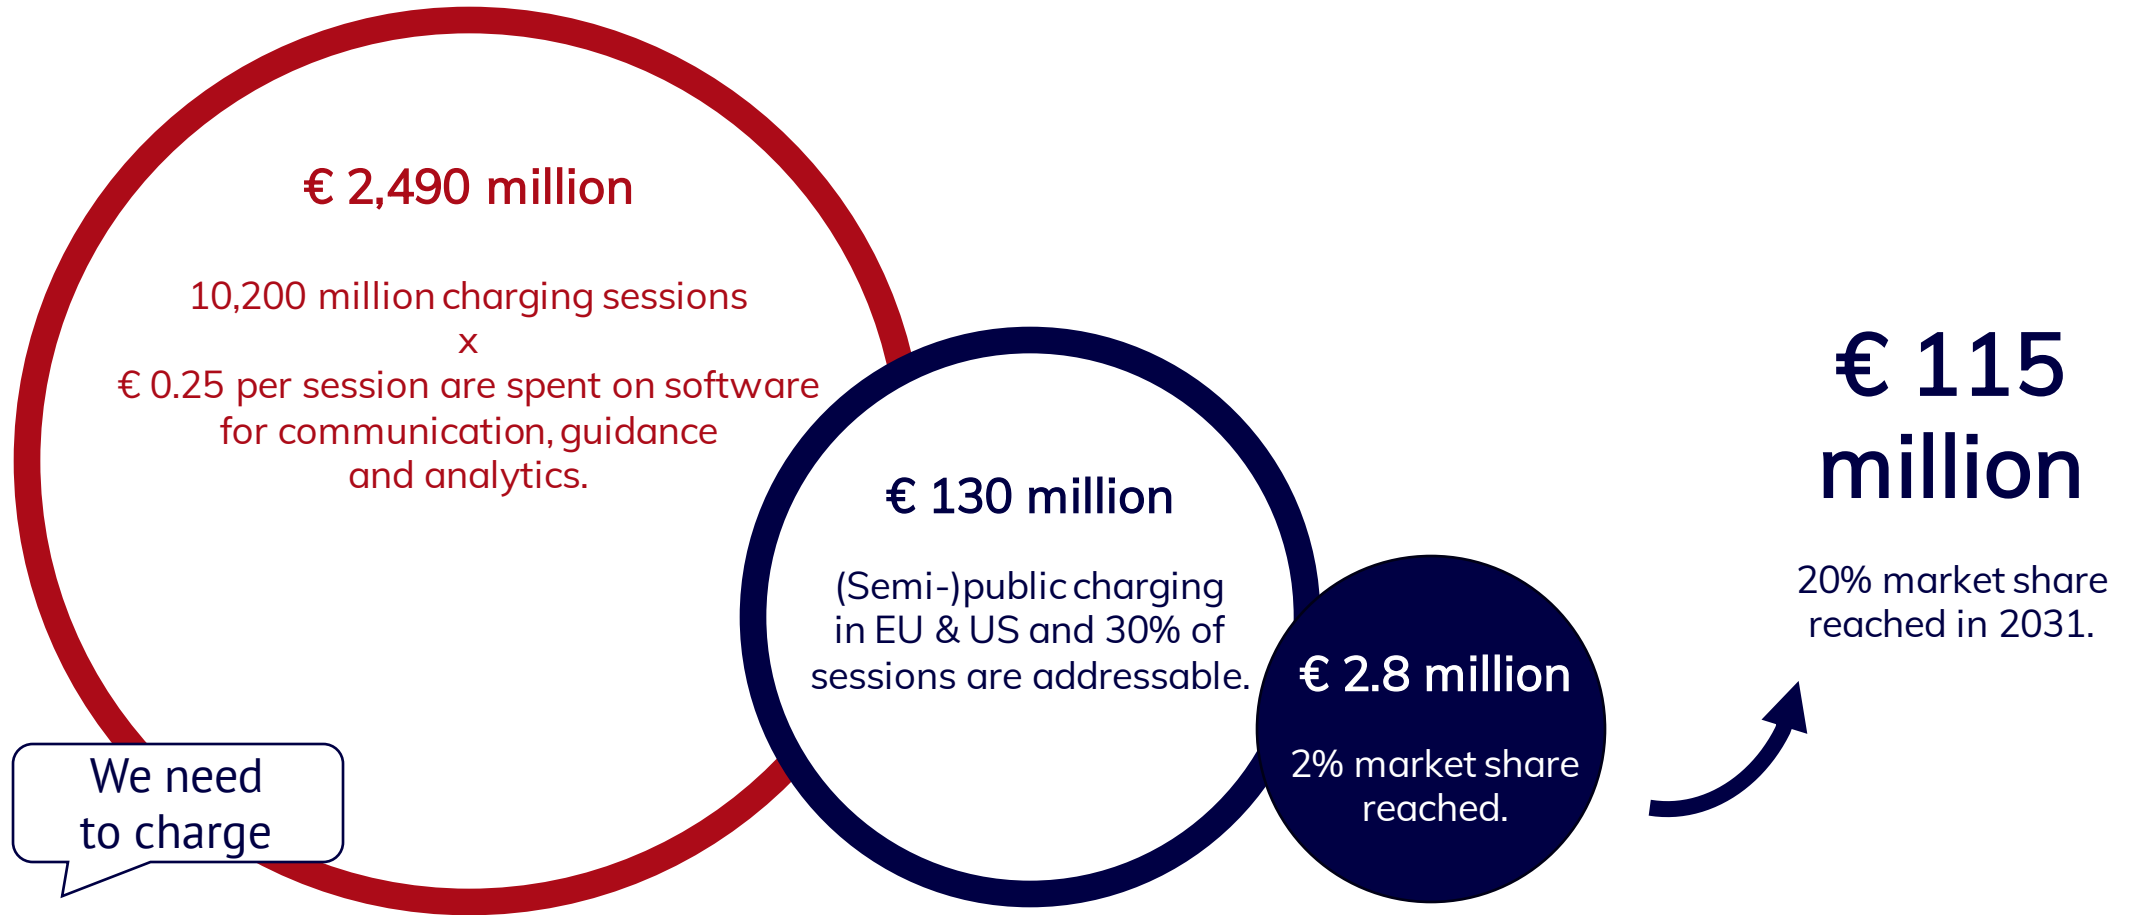 € 2,490 million
10,200 million charging sessions
x
€ 0.25 per session are spent on software
for communication, guidance
and analytics.
We need
to charge
€ 130 million
(Semi-)public charging
in EU & US and 30% of
sessions are addressable.
€ 2.8 million
2% market share
reached.
€ 115
million
20% market share
reached in 2031.